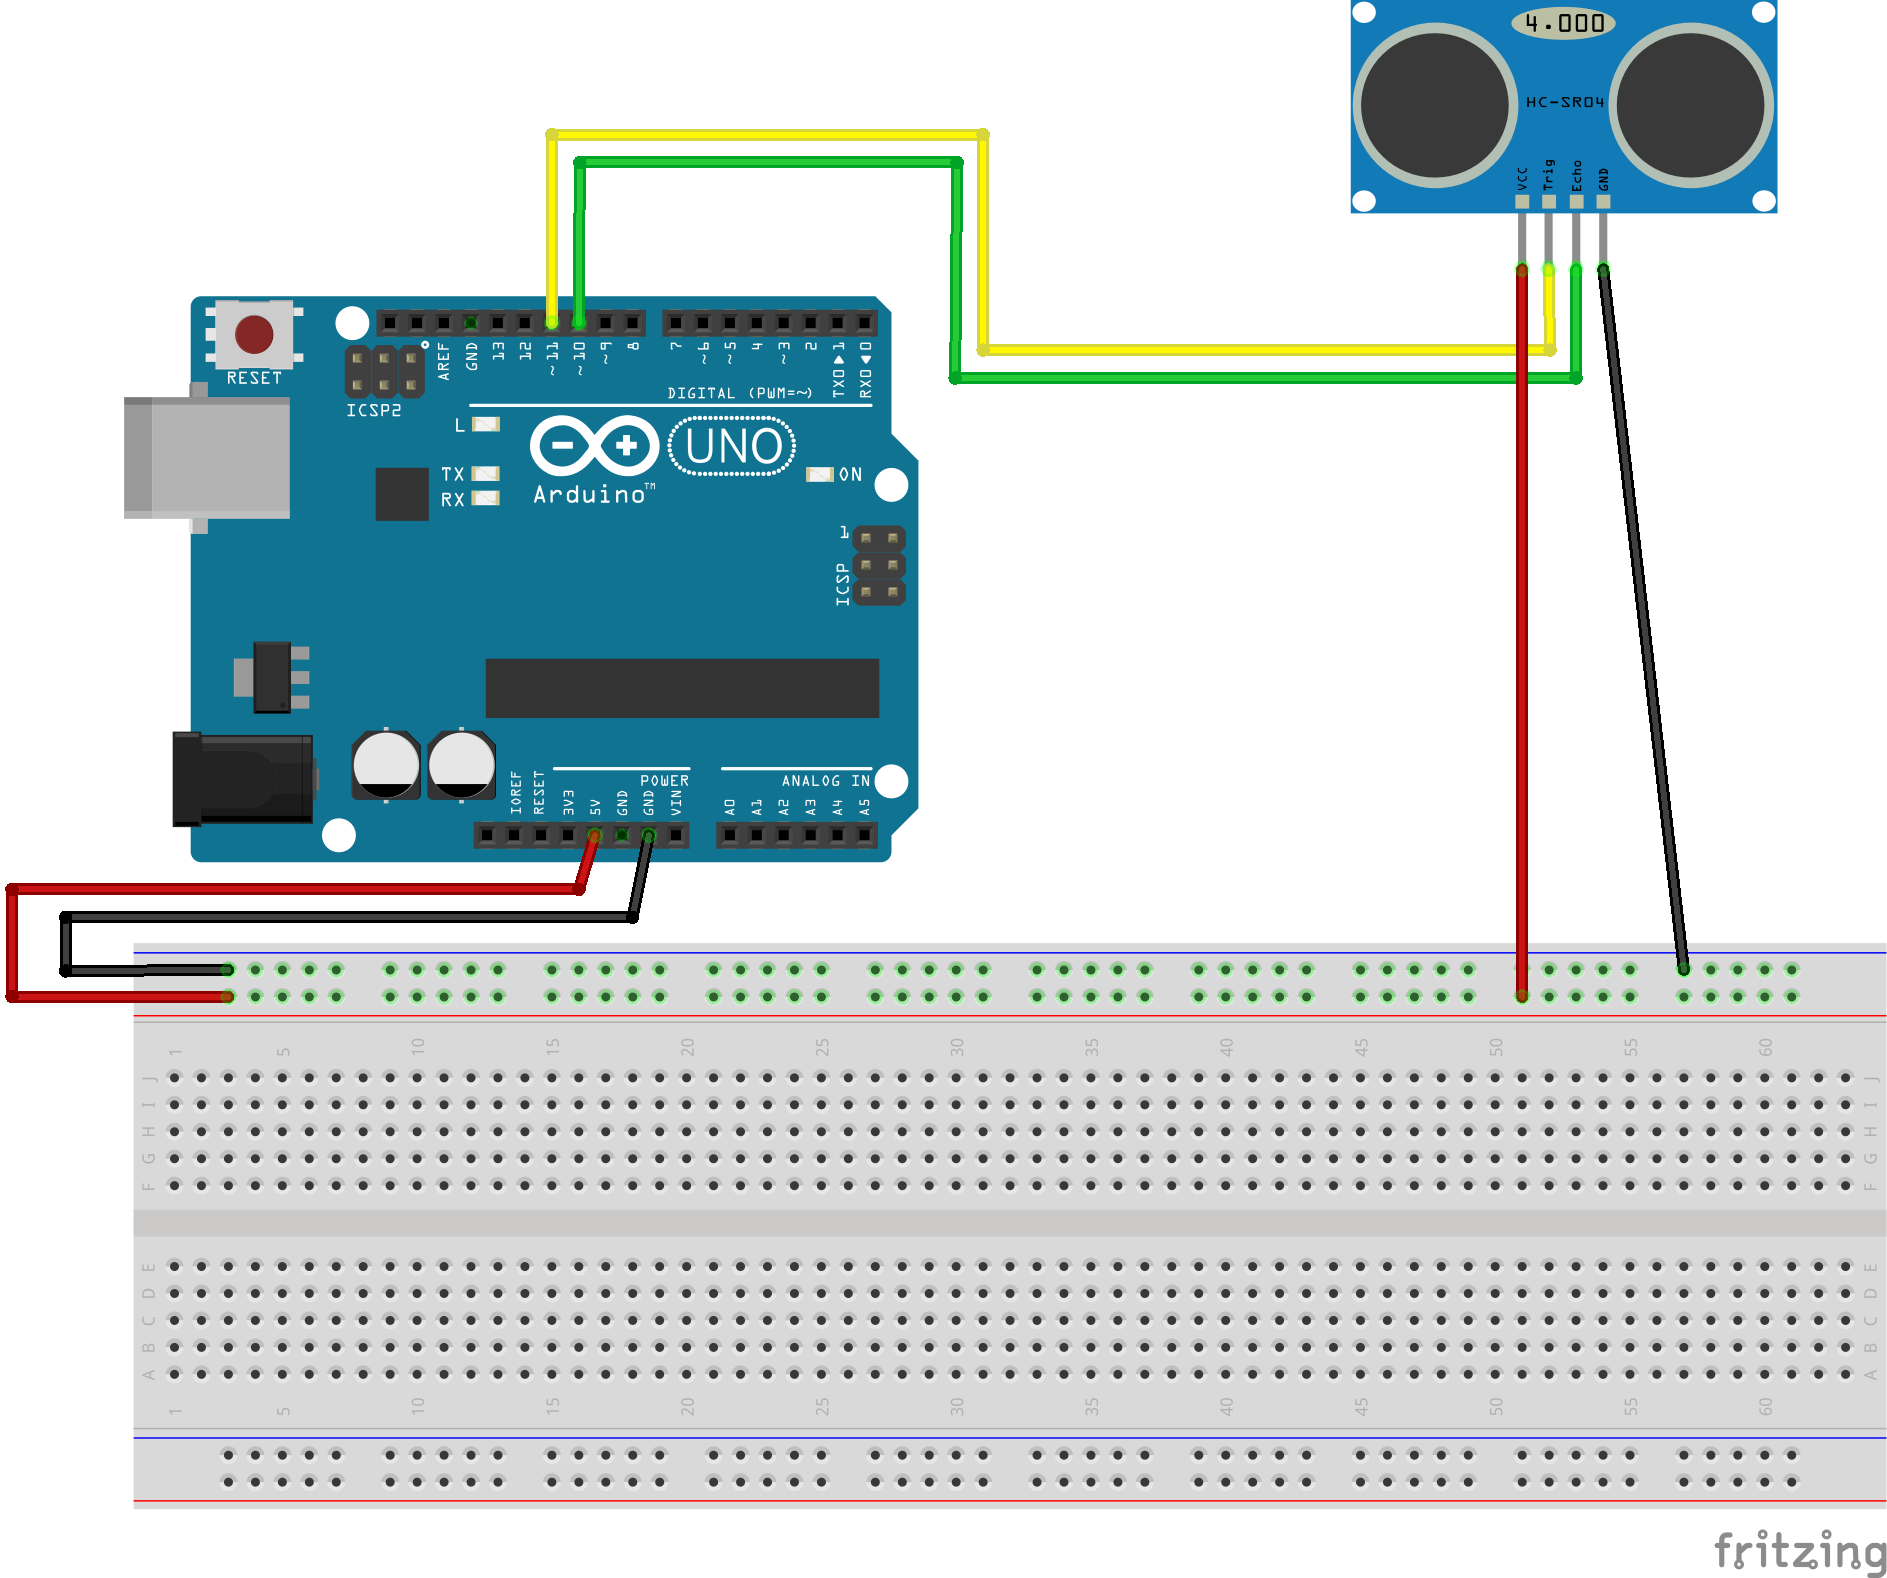 4.000
HC-SR04
VCC
Trig
Echo
GND
RESET
ICSP2
AREF
GND
13
12
~11
~10
~9
8
7
~6
~5
4
~3
2
TX0▶1
RX0◀0
DIGITAL (PWM=~)
L
TX
RX
UNO
Arduino™
ON
1
ICSP
IOREF
RESET
3V3
5V
GND
GND
VIN
POWER
ANALOG IN
A0
A1
A2
A3
A4
A5
1 5 10 15 20 25 30 35 40 45 50 55 60
J J
I I
H H
G G
F F
E E
D D
C C
B B
A A
1 5 10 15 20 25 30 35 40 45 50 55 60
fritzing